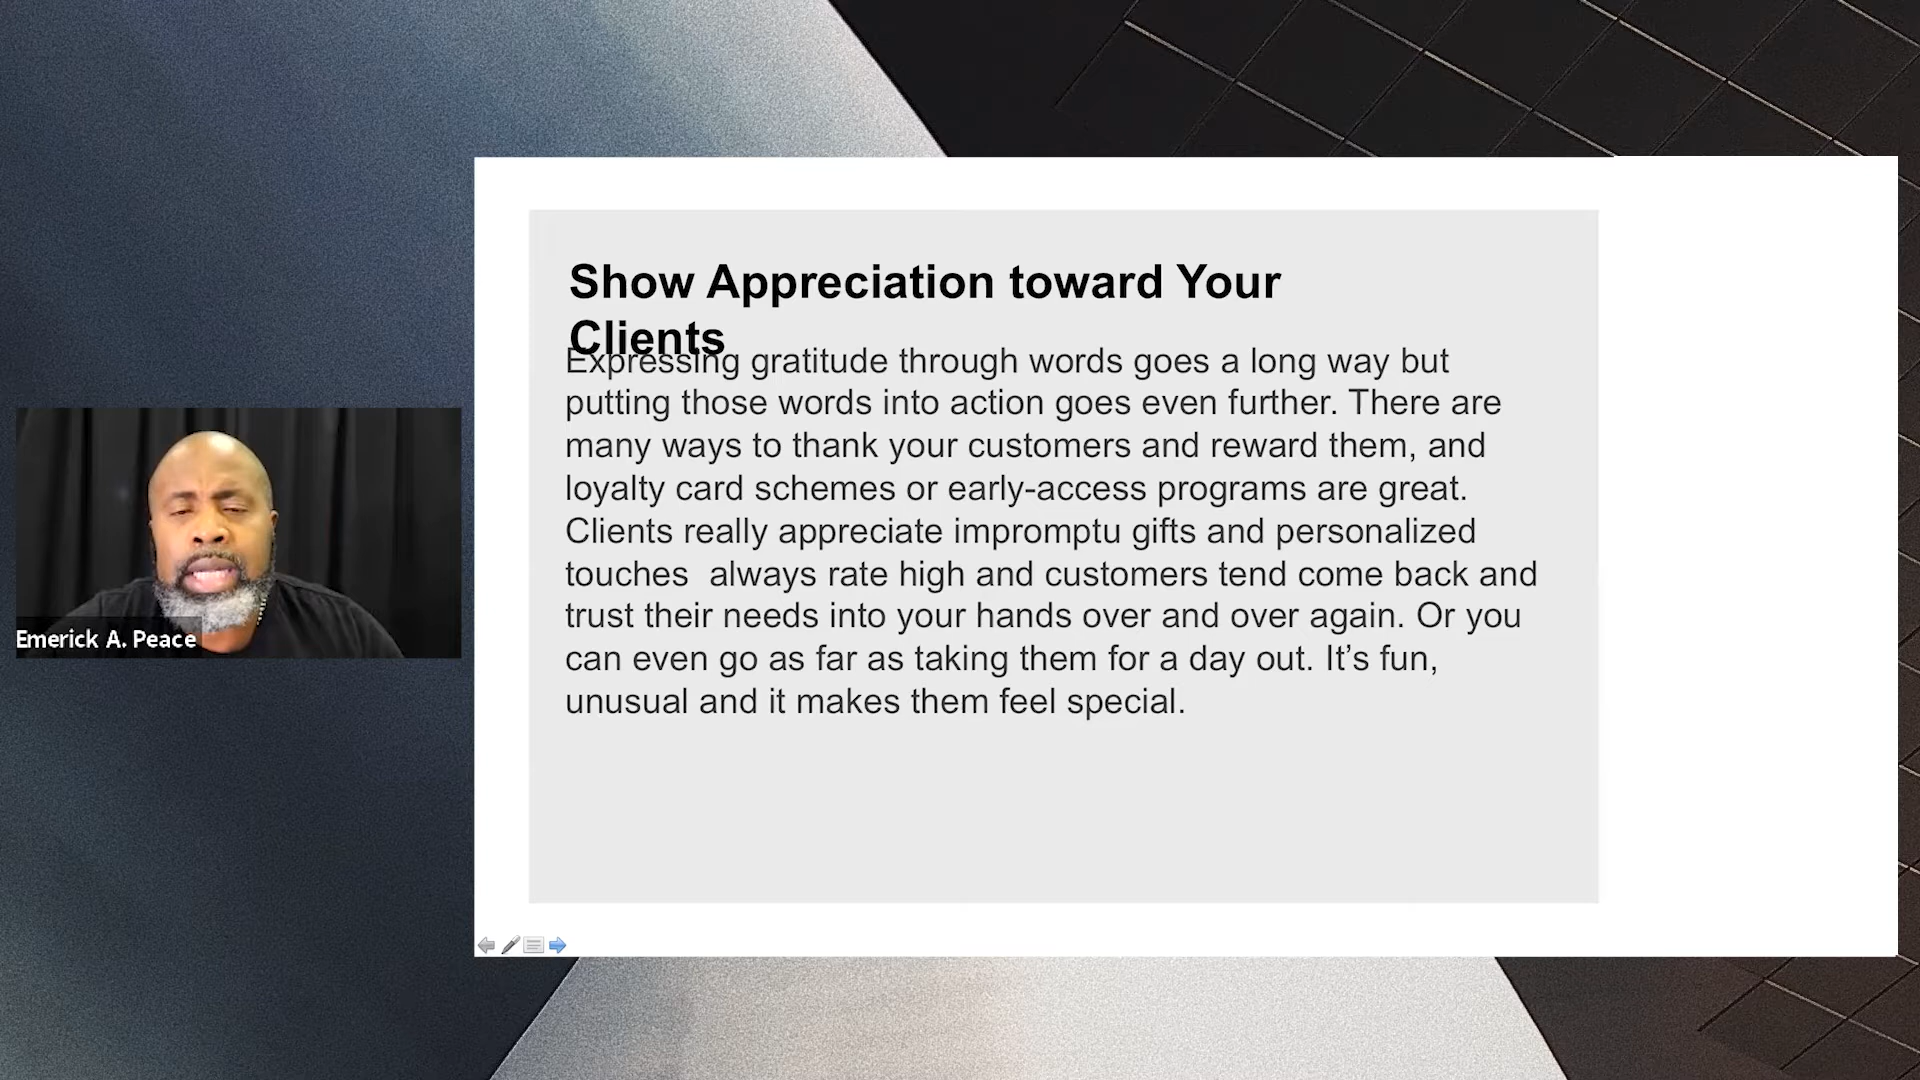 Show Appreciation toward Your
Clients
Expressing gratitude through words goes a long way but
putting those words into action goes even further. There are
many ways to thank your customers and reward them, and
loyalty card schemes or early-access programs are great.
Clients really appreciate impromptu gifts and personalized
touches  always rate high and customers tend come back and
trust their needs into your hands over and over again. Or you
can even go as far as taking them for a day out. It’s fun,
unusual and it makes them feel special.
Emerick A. Peace